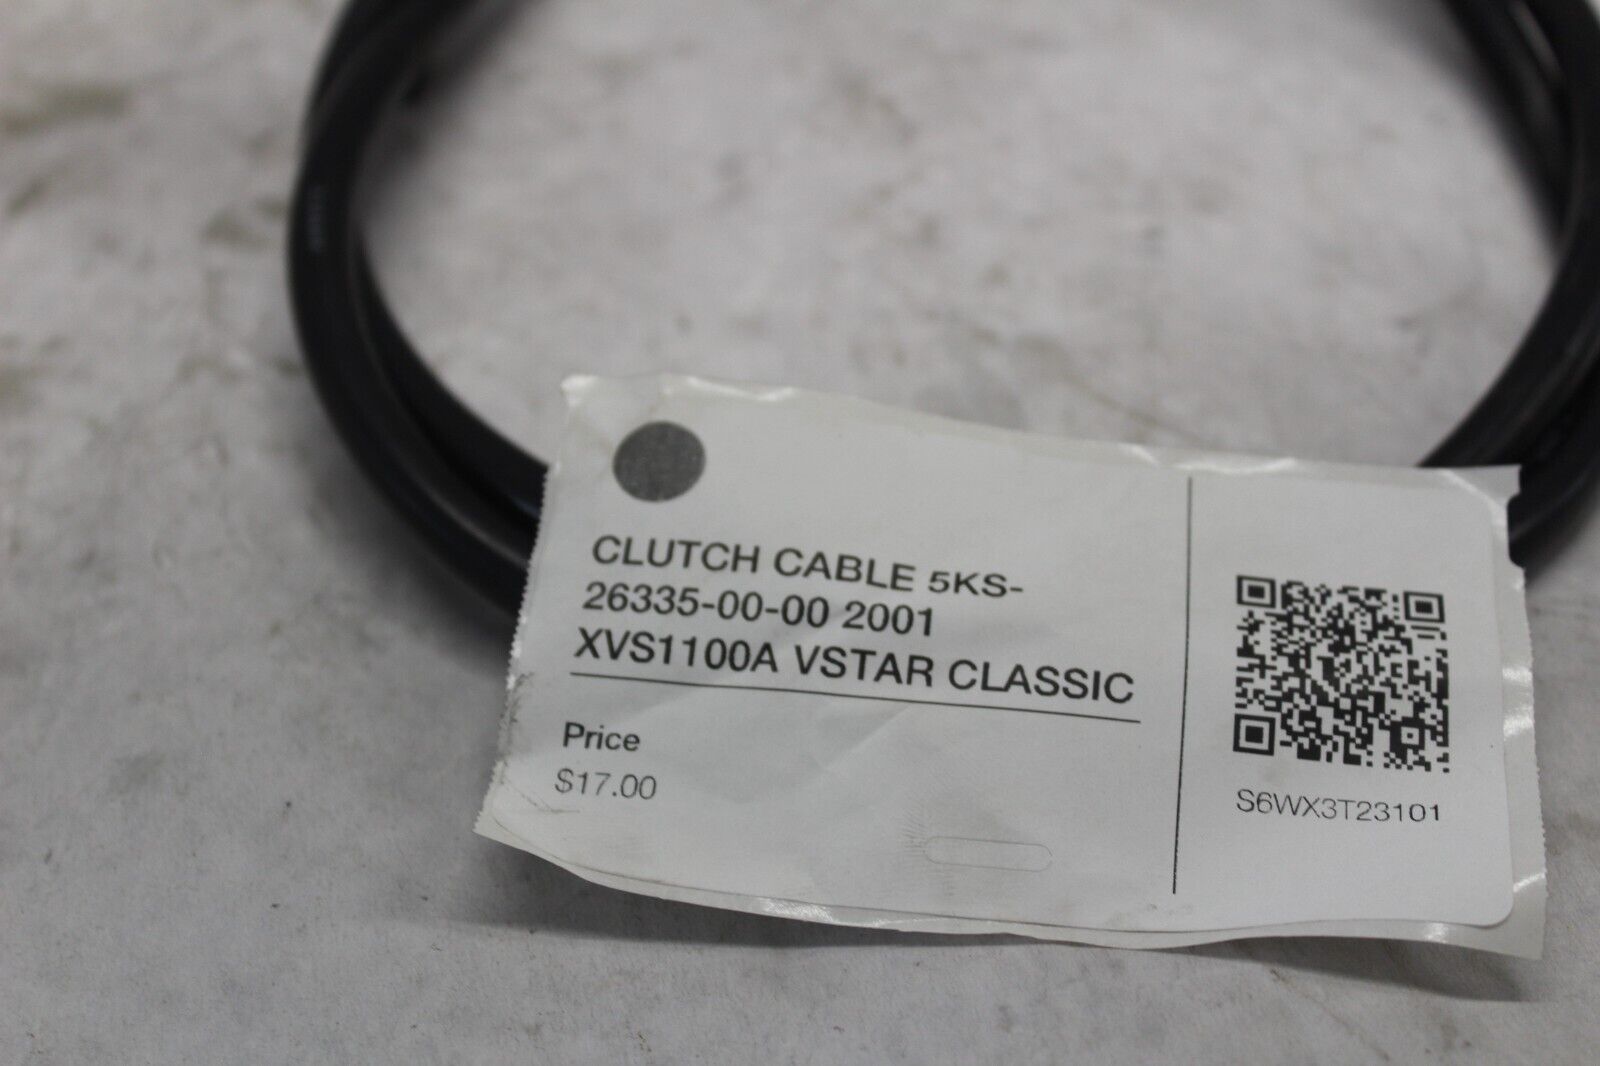 CLUTCH CABLE 5KS-
26335-00-00 2001
XVS1100A VSTAR CLASSIC
Price
$17.00
S6WX3T23101